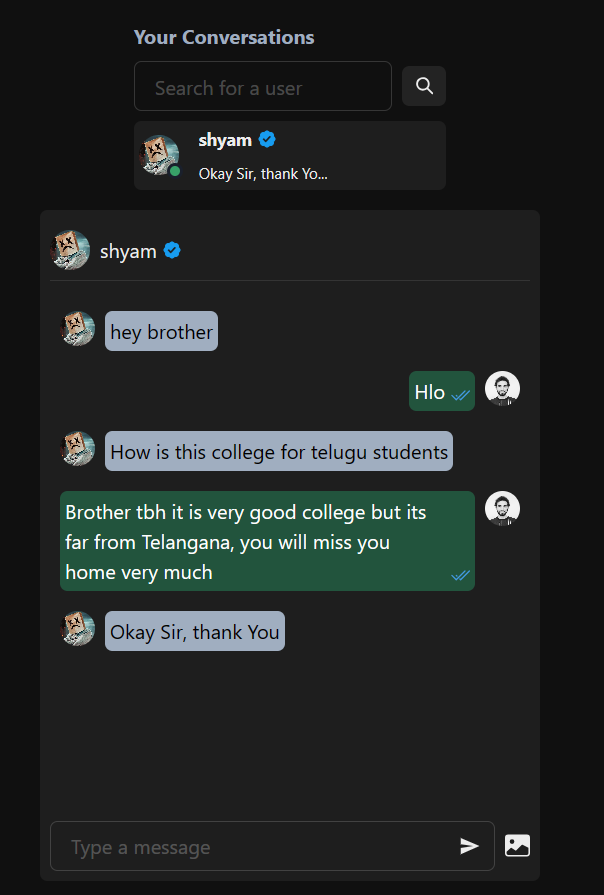 Your Conversations
Search for a user
shyam
Okay Sir, thank Yo...
shyam
hey brother
Hlo
How is this college for telugu students
Brother tbh it is very good college but its
far from Telangana, you will miss you
home very much
Okay Sir, thank You
Type a message